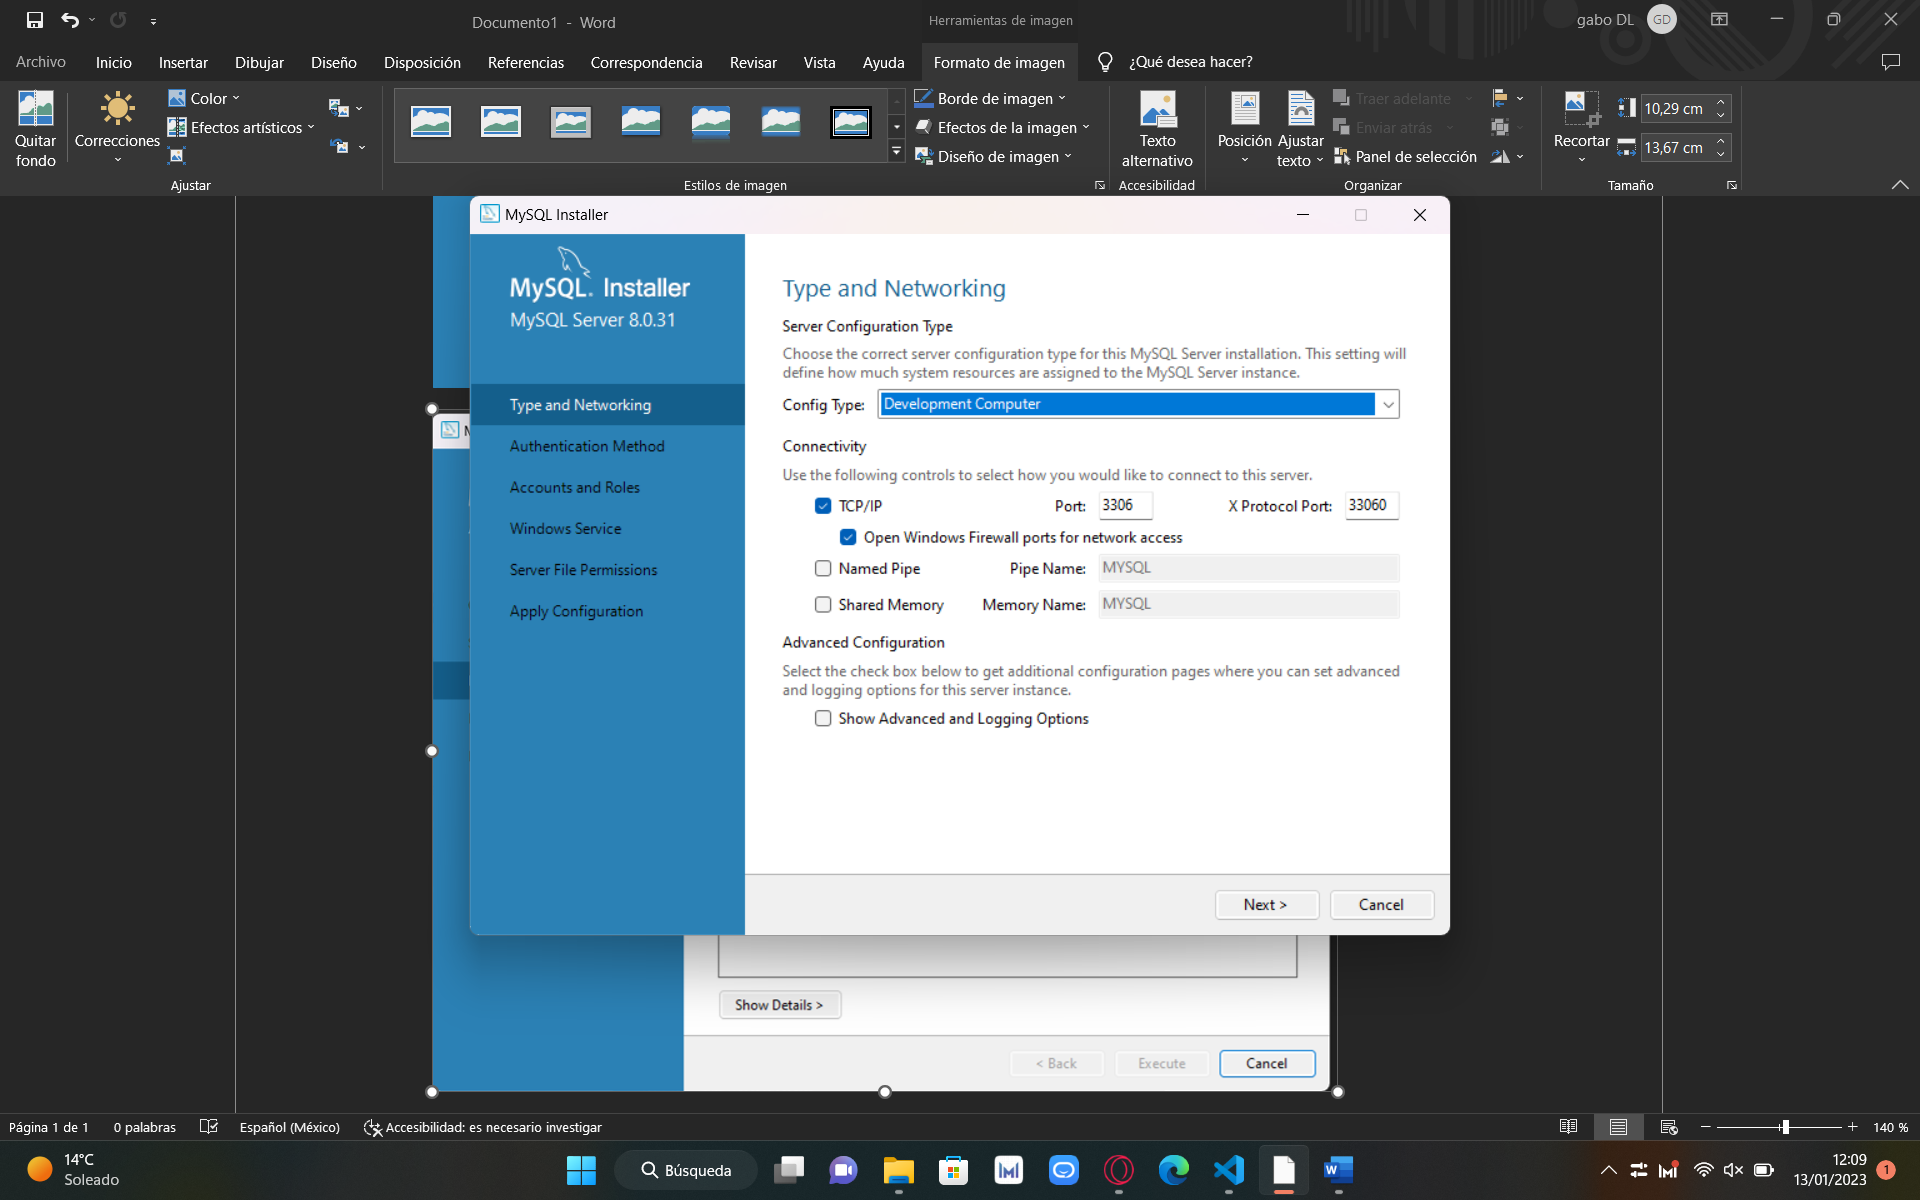 Documento1 - Word
Herramientas de imagen
gabo DL
GD
Archivo
Inicio
Insertar
Dibujar
Diseño
Disposición
Referencias
Correspondencia
Revisar
Vista
Ayuda
Formato de imagen
¿Qué desea hacer?
Quitar
fondo
Correcciones
Color
Efectos artísticos
Ajustar
Estilos de imagen
Borde de imagen
Efectos de la imagen
Diseño de imagen
Texto
alternativo
Accesibilidad
Posición
Ajustar
texto
Traer adelante
Enviar atrás
Panel de selección
Organizar
Recortar
10,29 cm
13,67 cm
Tamaño
MySQL Installer
MySQL. Installer
MySQL Server 8.0.31
Type and Networking
Authentication Method
Accounts and Roles
Windows Service
Server File Permissions
Apply Configuration
Type and Networking
Server Configuration Type
Choose the correct server configuration type for this MySQL Server installation. This setting will
define how much system resources are assigned to the MySQL Server instance.
Config Type: Development Computer
Connectivity
Use the following controls to select how you would like to connect to this server.
TCP/IP Port: 3306 X Protocol Port: 33060
Open Windows Firewall ports for network access
Named Pipe Pipe Name: MYSQL
Shared Memory Memory Name: MYSQL
Advanced Configuration
Select the check box below to get additional configuration pages where you can set advanced
and logging options for this server instance.
Show Advanced and Logging Options
Next > Cancel
Show Details >
< Back Execute Cancel
Página 1 de 1 0 palabras Español (México) Accesibilidad: es necesario investigar 140 %
14°C
Soleado
Búsqueda
12:09
13/01/2023
1